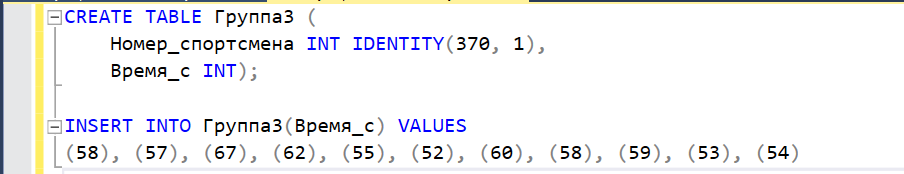 CREATE TABLE Группа3 (
Номер_спортсмена INT IDENTITY(370, 1),
Время_с INT);
INSERT INTO Группа3(Время_с) VALUES
(58), (57), (67), (62), (55), (52), (60), (58), (59), (53), (54)